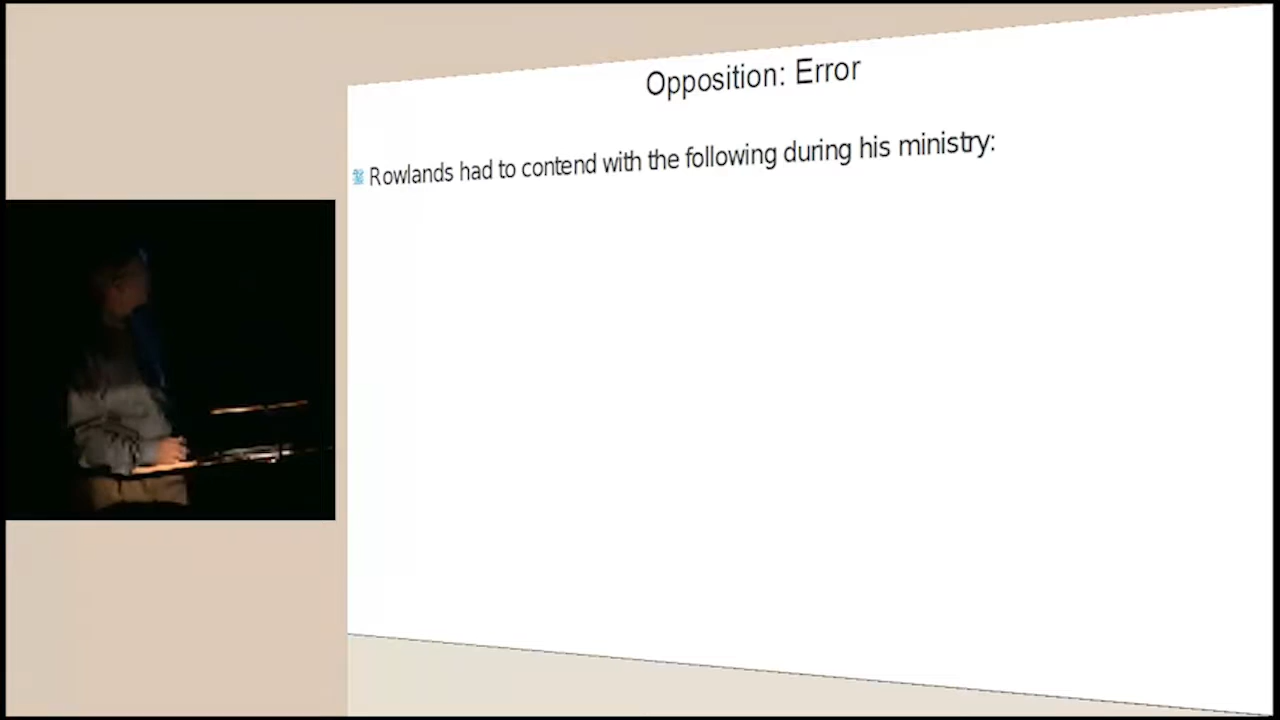 Opposition: Error
Rowlands had to contend with the following during his ministry: